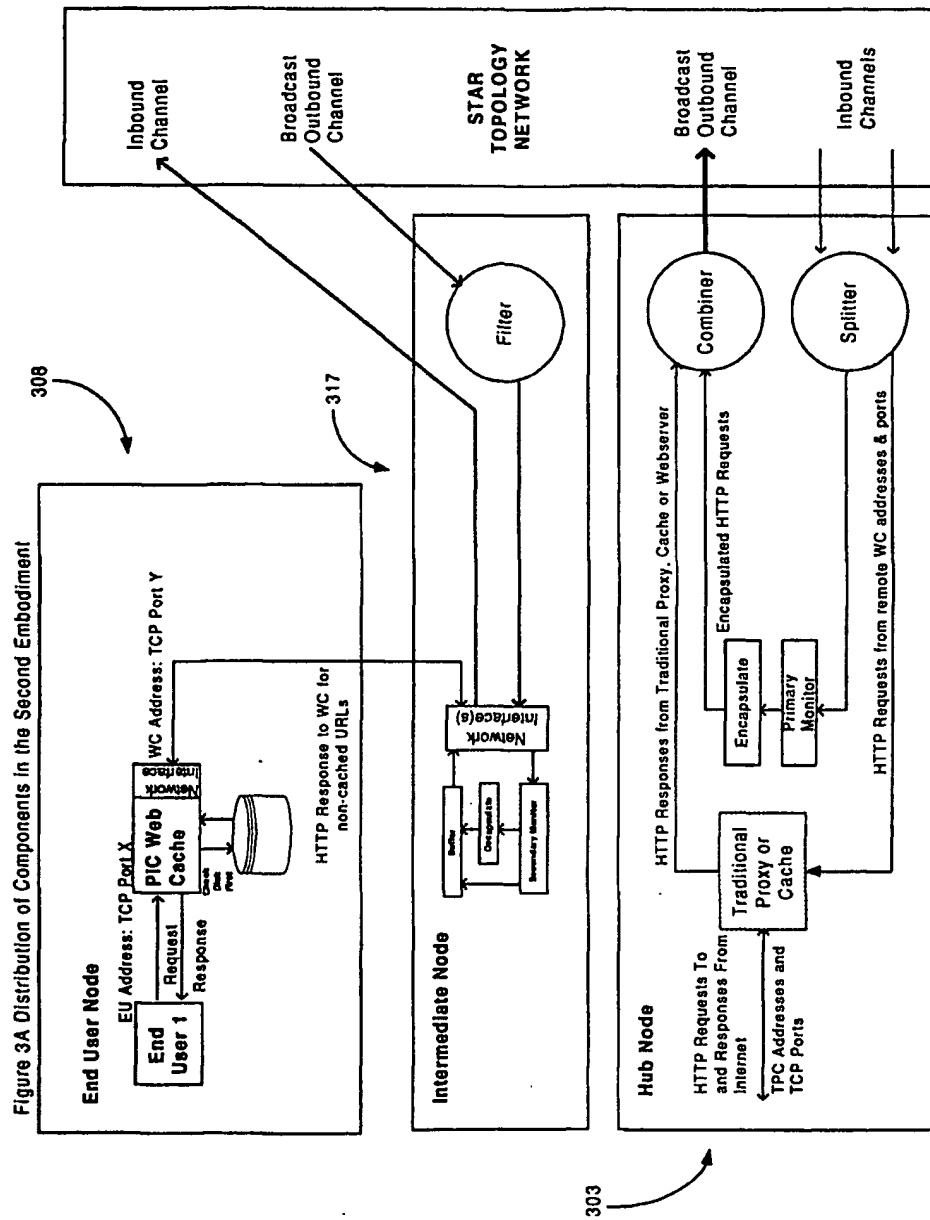 Figure 3A Distribution of Components in the Second Embodiment
308
End User Node
EU Address: TCP Port X
WC Address: TCP Port Y
End
User 1
Request
Response
PIC Web
Cache
Network
Interface
Check
Disk
First
HTTP Response to WC for
non-cached URLs
317
Intermediate Node
Buffer
Decapsulate
Secondary Monitor
Network
Interface(s)
Filter
Inbound
Channel
Broadcast
Outbound
Channel
STAR
TOPOLOGY
NETWORK
Broadcast
Outbound
Channel
Inbound
Channels
303
Hub Node
HTTP Requests To
and Responses From
Internet
TPC Addresses and
TCP Ports
Traditional
Proxy or
Cache
HTTP Responses from Traditional Proxy, Cache or Webserver
Encapsulated HTTP Requests
Encapsulate
Primary
Monitor
HTTP Requests from remote WC addresses & ports
Combiner
Splitter